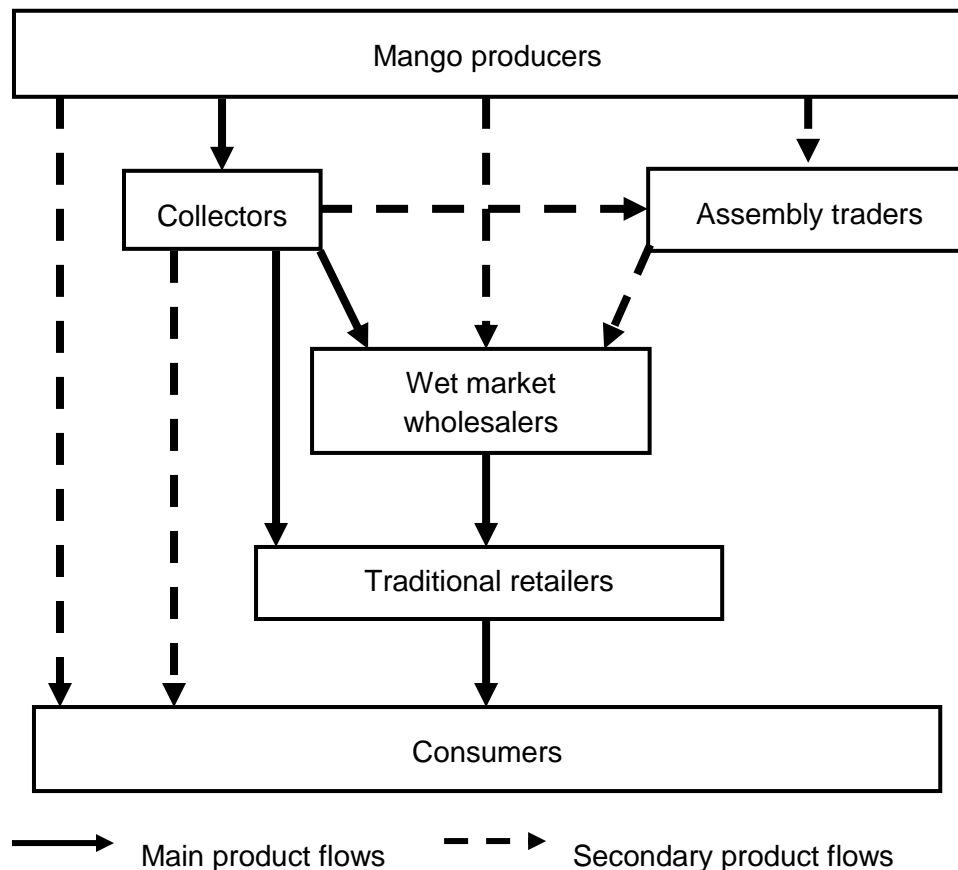 Mango producers
Collectors
Assembly traders
Wet market
wholesalers
Traditional retailers
Consumers
Main product flows
Secondary product flows